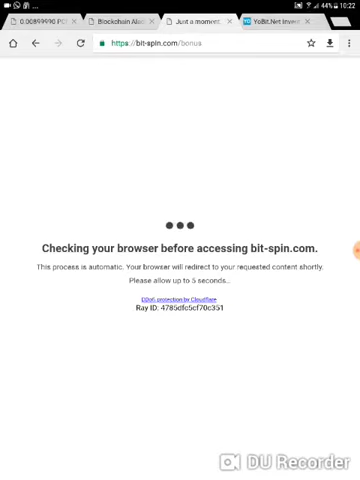 44% 10:22
0.00899990 PO
Blockchain Alad
Just a moment
YoBit.Net Invest
https://bit-spin.com/bonus
Checking your browser before accessing bit-spin.com.
This process is automatic. Your browser will redirect to your requested content shortly.
Please allow up to 5 seconds...
DDoS protection by Cloudflare
Ray ID: 4785dfc5cf70c351
DU Recorder